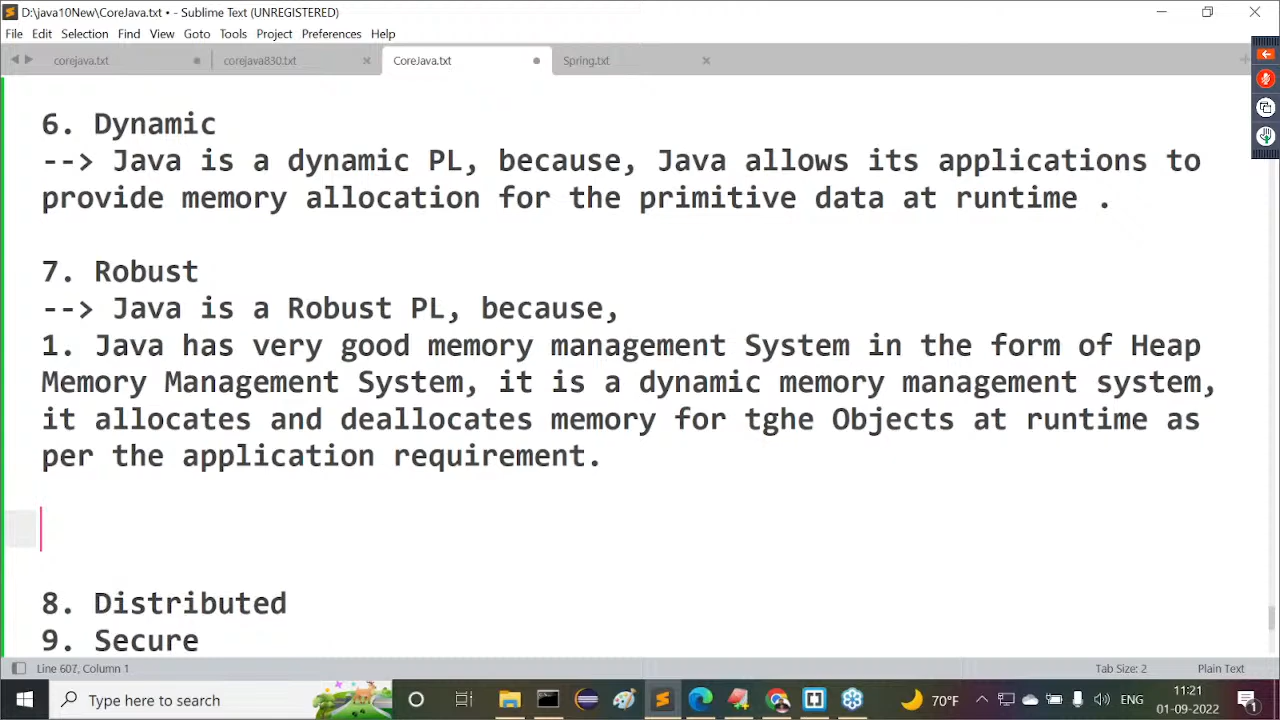 D:\java10New\CoreJava.txt • - Sublime Text (UNREGISTERED)
File Edit Selection Find View Goto Tools Project Preferences Help
corejava.txt corejava830.txt CoreJava.txt Spring.txt
6. Dynamic
--> Java is a dynamic PL, because, Java allows its applications to
provide memory allocation for the primitive data at runtime .
7. Robust
--> Java is a Robust PL, because,
1. Java has very good memory management System in the form of Heap
Memory Management System, it is a dynamic memory management system,
it allocates and deallocates memory for tghe Objects at runtime as
per the application requirement.
8. Distributed
9. Secure
Line 607, Column 1 Tab Size: 2 Plain Text
Type here to search 70°F ENG 11:21 01-09-2022 1